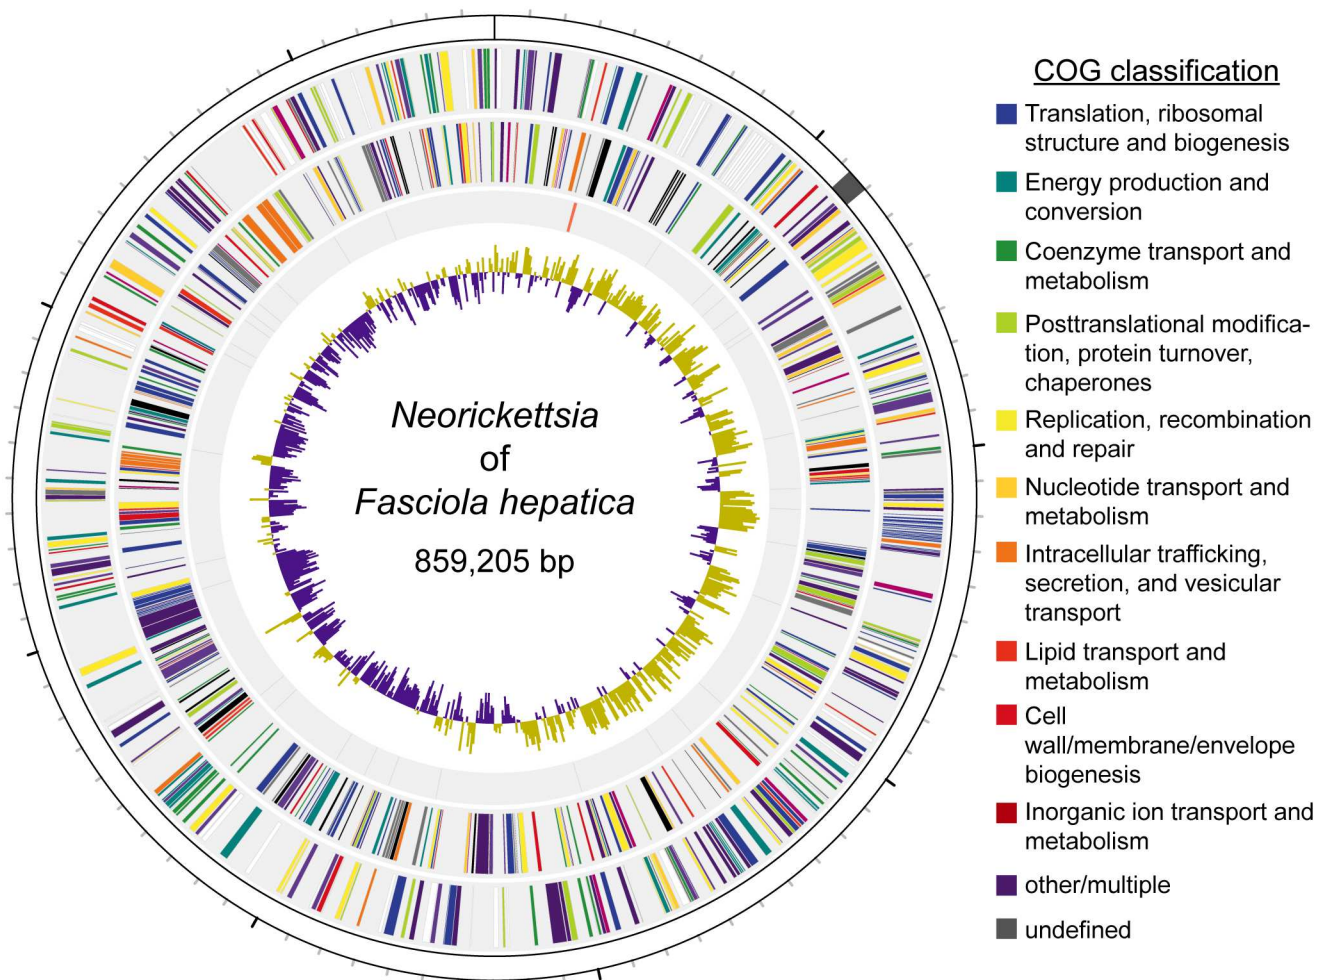 Neorickettsia
of
Fasciola hepatica
859,205 bp
COG classification
Translation, ribosomal
structure and biogenesis
Energy production and
conversion
Coenzyme transport and
metabolism
Posttranslational modifica-
tion, protein turnover,
chaperones
Replication, recombination
and repair
Nucleotide transport and
metabolism
Intracellular trafficking,
secretion, and vesicular
transport
Lipid transport and
metabolism
Cell
wall/membrane/envelope
biogenesis
Inorganic ion transport and
metabolism
other/multiple
undefined